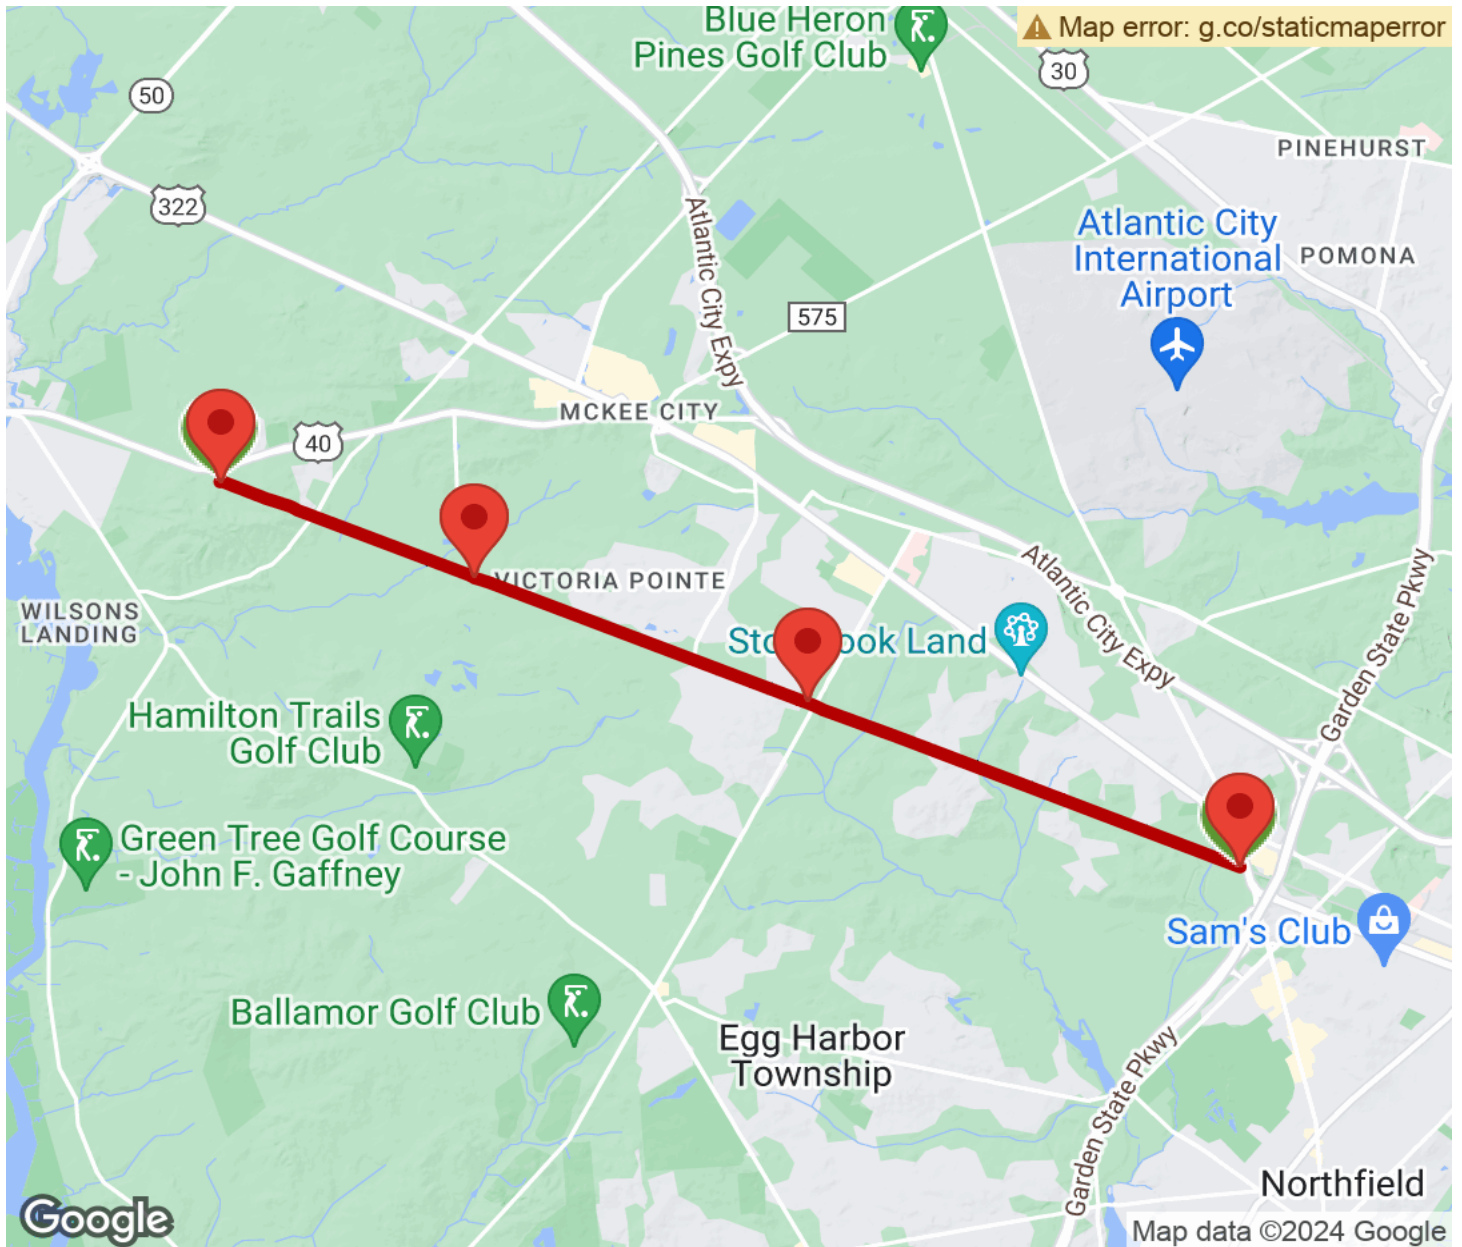 Blue Heron
Pines Golf Club
Map error: g.co/staticmaperror
30
50
PINEHURST
322
Atlantic City
International
Airport
POMONA
Atlantic City Expy
575
MCKEE CITY
40
VICTORIA POINTE
WILSONS
LANDING
Atlantic City Expy
Garden State Pkwy
Land
Hamilton Trails
Golf Club
Green Tree Golf Course
- John F. Gaffney
Sam's Club
Ballamor Golf Club
Egg Harbor
Township
Garden State Pkwy
Northfield
Google
Map data ©2024 Google